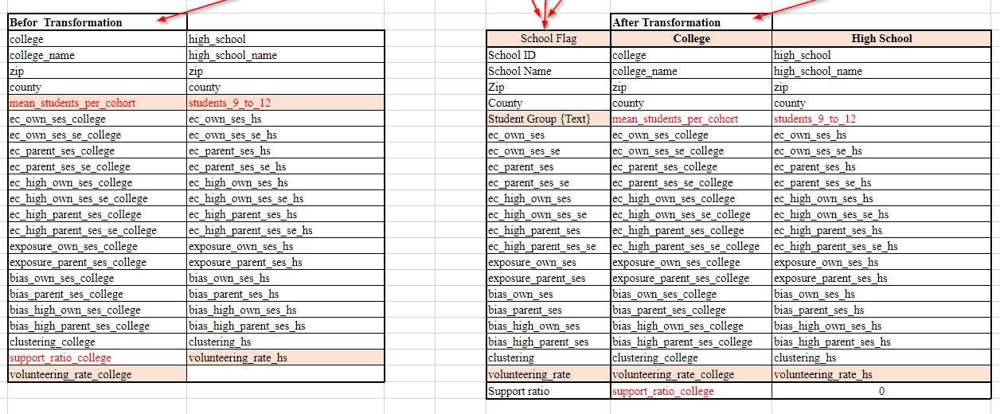 Befor  Transformation
college high_school
college_name high_school_name
zip zip
county county
mean_students_per_cohort students_9_to_12
ec_own_ses_college ec_own_ses_hs
ec_own_ses_se_college ec_own_ses_se_hs
ec_parent_ses_college ec_parent_ses_hs
ec_parent_ses_se_college ec_parent_ses_se_hs
ec_high_own_ses_college ec_high_own_ses_hs
ec_high_own_ses_se_college ec_high_own_ses_se_hs
ec_high_parent_ses_college ec_high_parent_ses_hs
ec_high_parent_ses_se_college ec_high_parent_ses_se_hs
exposure_own_ses_college exposure_own_ses_hs
exposure_parent_ses_college exposure_parent_ses_hs
bias_own_ses_college bias_own_ses_hs
bias_parent_ses_college bias_parent_ses_hs
bias_high_own_ses_college bias_high_own_ses_hs
bias_high_parent_ses_college bias_high_parent_ses_hs
clustering_college clustering_hs
support_ratio_college volunteering_rate_hs
volunteering_rate_college
After Transformation
School Flag College High School
School ID college high_school
School Name college_name high_school_name
Zip zip zip
County county county
Student Group {Text} mean_students_per_cohort students_9_to_12
ec_own_ses ec_own_ses_college ec_own_ses_hs
ec_own_ses_se ec_own_ses_se_college ec_own_ses_se_hs
ec_parent_ses ec_parent_ses_college ec_parent_ses_hs
ec_parent_ses_se ec_parent_ses_se_college ec_parent_ses_se_hs
ec_high_own_ses ec_high_own_ses_college ec_high_own_ses_hs
ec_high_own_ses_se ec_high_own_ses_se_college ec_high_own_ses_se_hs
ec_high_parent_ses ec_high_parent_ses_college ec_high_parent_ses_hs
ec_high_parent_ses_se ec_high_parent_ses_se_college ec_high_parent_ses_se_hs
exposure_own_ses exposure_own_ses_college exposure_own_ses_hs
exposure_parent_ses exposure_parent_ses_college exposure_parent_ses_hs
bias_own_ses bias_own_ses_college bias_own_ses_hs
bias_parent_ses bias_parent_ses_college bias_parent_ses_hs
bias_high_own_ses bias_high_own_ses_college bias_high_own_ses_hs
bias_high_parent_ses bias_high_parent_ses_college bias_high_parent_ses_hs
clustering clustering_college clustering_hs
volunteering_rate volunteering_rate_college volunteering_rate_hs
Support ratio support_ratio_college 0